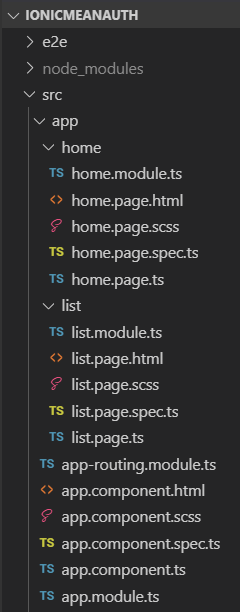 IONICMEANAUTH
e2e
node_modules
src
app
home
TS home.module.ts
<> home.page.html
home.page.scss
TS home.page.spec.ts
TS home.page.ts
list
TS list.module.ts
<> list.page.html
list.page.scss
TS list.page.spec.ts
TS list.page.ts
TS app-routing.module.ts
<> app.component.html
app.component.scss
TS app.component.spec.ts
TS app.component.ts
TS app.module.ts